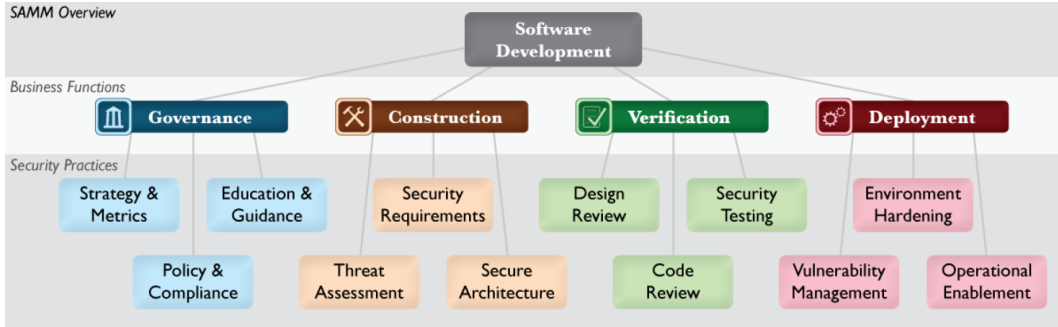 SAMM Overview
Software
Development
Business Functions
Governance
Construction
Verification
Deployment
Security Practices
Strategy &
Metrics
Education &
Guidance
Security
Requirements
Design
Review
Security
Testing
Environment
Hardening
Policy &
Compliance
Threat
Assessment
Secure
Architecture
Code
Review
Vulnerability
Management
Operational
Enablement